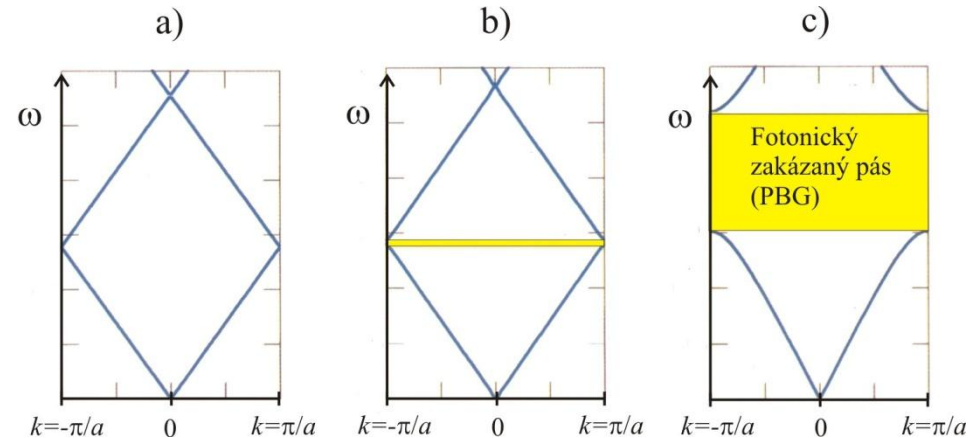 a)
b)
c)
ω
ω
ω
Fotonický
zakázaný pás
(PBG)
k=-π/a 0 k=π/a
k=-π/a 0 k=π/a
k=-π/a 0 k=π/a